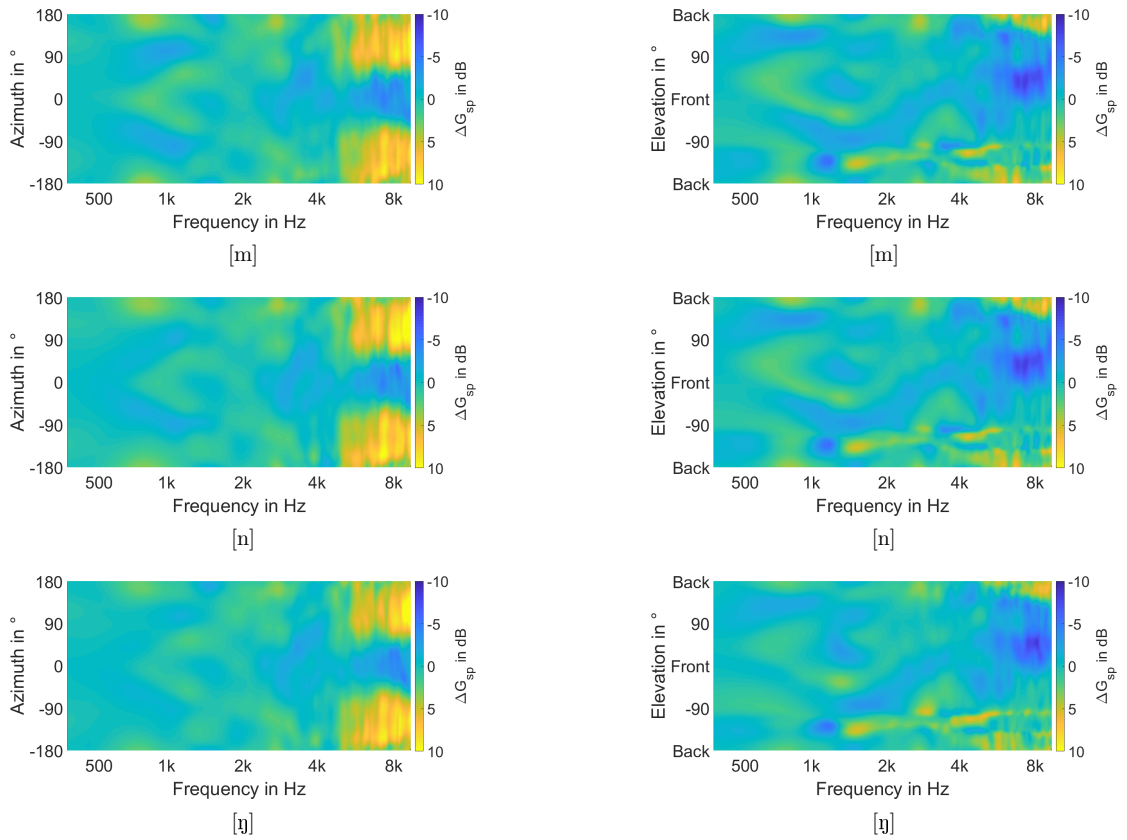 180
90
0
-90
-180
Azimuth in °
500 1k 2k 4k 8k
Frequency in Hz
-10
-5
0
5
10
ΔG_sp in dB
[m]
Back
90
Front
-90
Back
Elevation in °
500 1k 2k 4k 8k
Frequency in Hz
-10
-5
0
5
10
ΔG_sp in dB
[m]
180
90
0
-90
-180
Azimuth in °
500 1k 2k 4k 8k
Frequency in Hz
-10
-5
0
5
10
ΔG_sp in dB
[n]
Back
90
Front
-90
Back
Elevation in °
500 1k 2k 4k 8k
Frequency in Hz
-10
-5
0
5
10
ΔG_sp in dB
[n]
180
90
0
-90
-180
Azimuth in °
500 1k 2k 4k 8k
Frequency in Hz
-10
-5
0
5
10
ΔG_sp in dB
[ŋ]
Back
90
Front
-90
Back
Elevation in °
500 1k 2k 4k 8k
Frequency in Hz
-10
-5
0
5
10
ΔG_sp in dB
[ŋ]